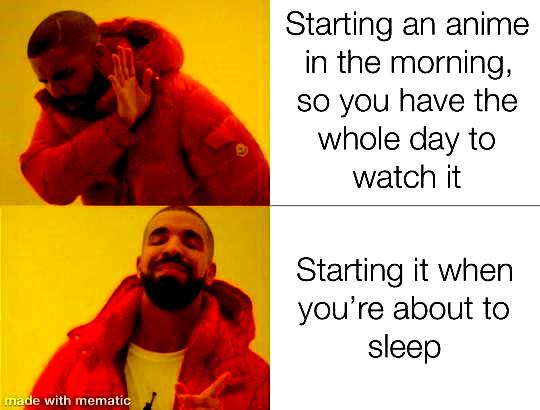 Starting an anime
in the morning,
so you have the
whole day to
watch it
Starting it when
you’re about to
sleep
made with mematic